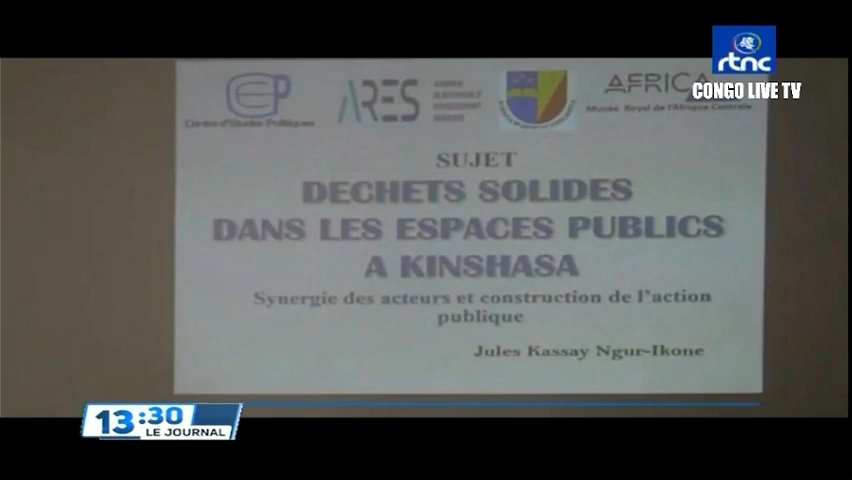 rtnc
CONGO LIVE TV
CEP
Centre d'Etudes Politiques
ARES
AFRICA
Musée Royal de l'Afrique Centrale
SUJET
DECHETS SOLIDES
DANS LES ESPACES PUBLICS
A KINSHASA
Synergie des acteurs et construction de l'action
publique
Jules Kassay Ngur-Ikone
13:30
LE JOURNAL